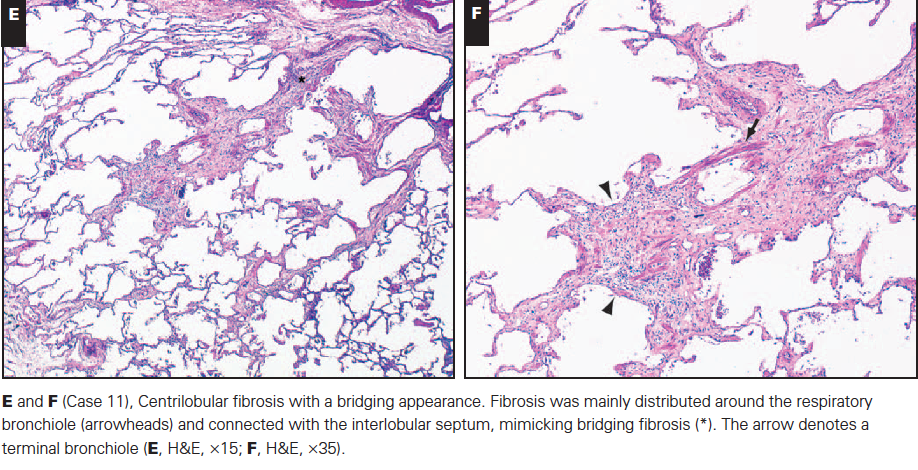 E
F
*
E and F (Case 11), Centrilobular fibrosis with a bridging appearance. Fibrosis was mainly distributed around the respiratory
bronchiole (arrowheads) and connected with the interlobular septum, mimicking bridging fibrosis (*). The arrow denotes a
terminal bronchiole (E, H&E, ×15; F, H&E, ×35).